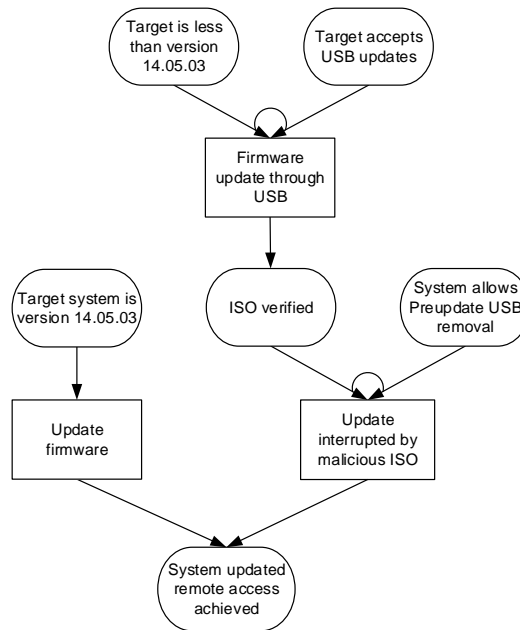 Target is less
than version
14.05.03
Target accepts
USB updates
Firmware
update through
USB
Target system is
version 14.05.03
ISO verified
System allows
Preupdate USB
removal
Update
firmware
Update
interrupted by
malicious ISO
System updated
remote access
achieved